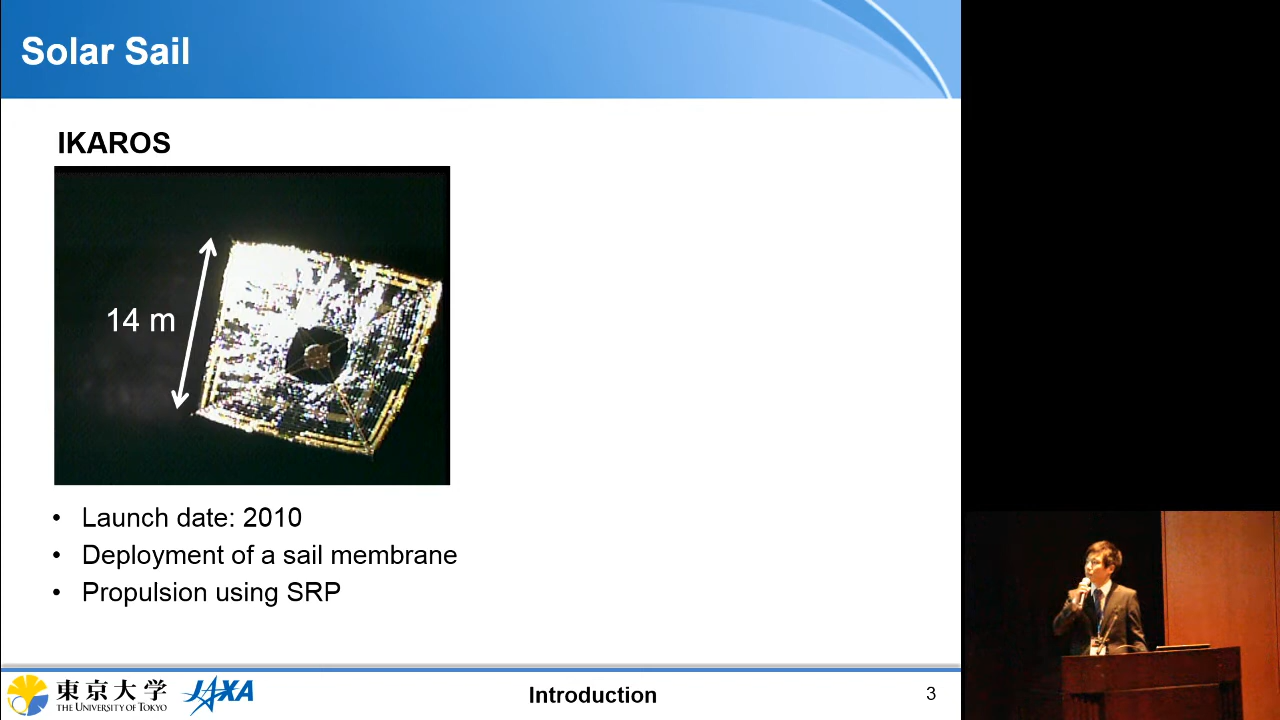 Solar Sail
IKAROS
14 m
• Launch date: 2010
• Deployment of a sail membrane
• Propulsion using SRP
東京大学
THE UNIVERSITY OF TOKYO
JAXA
Introduction
3